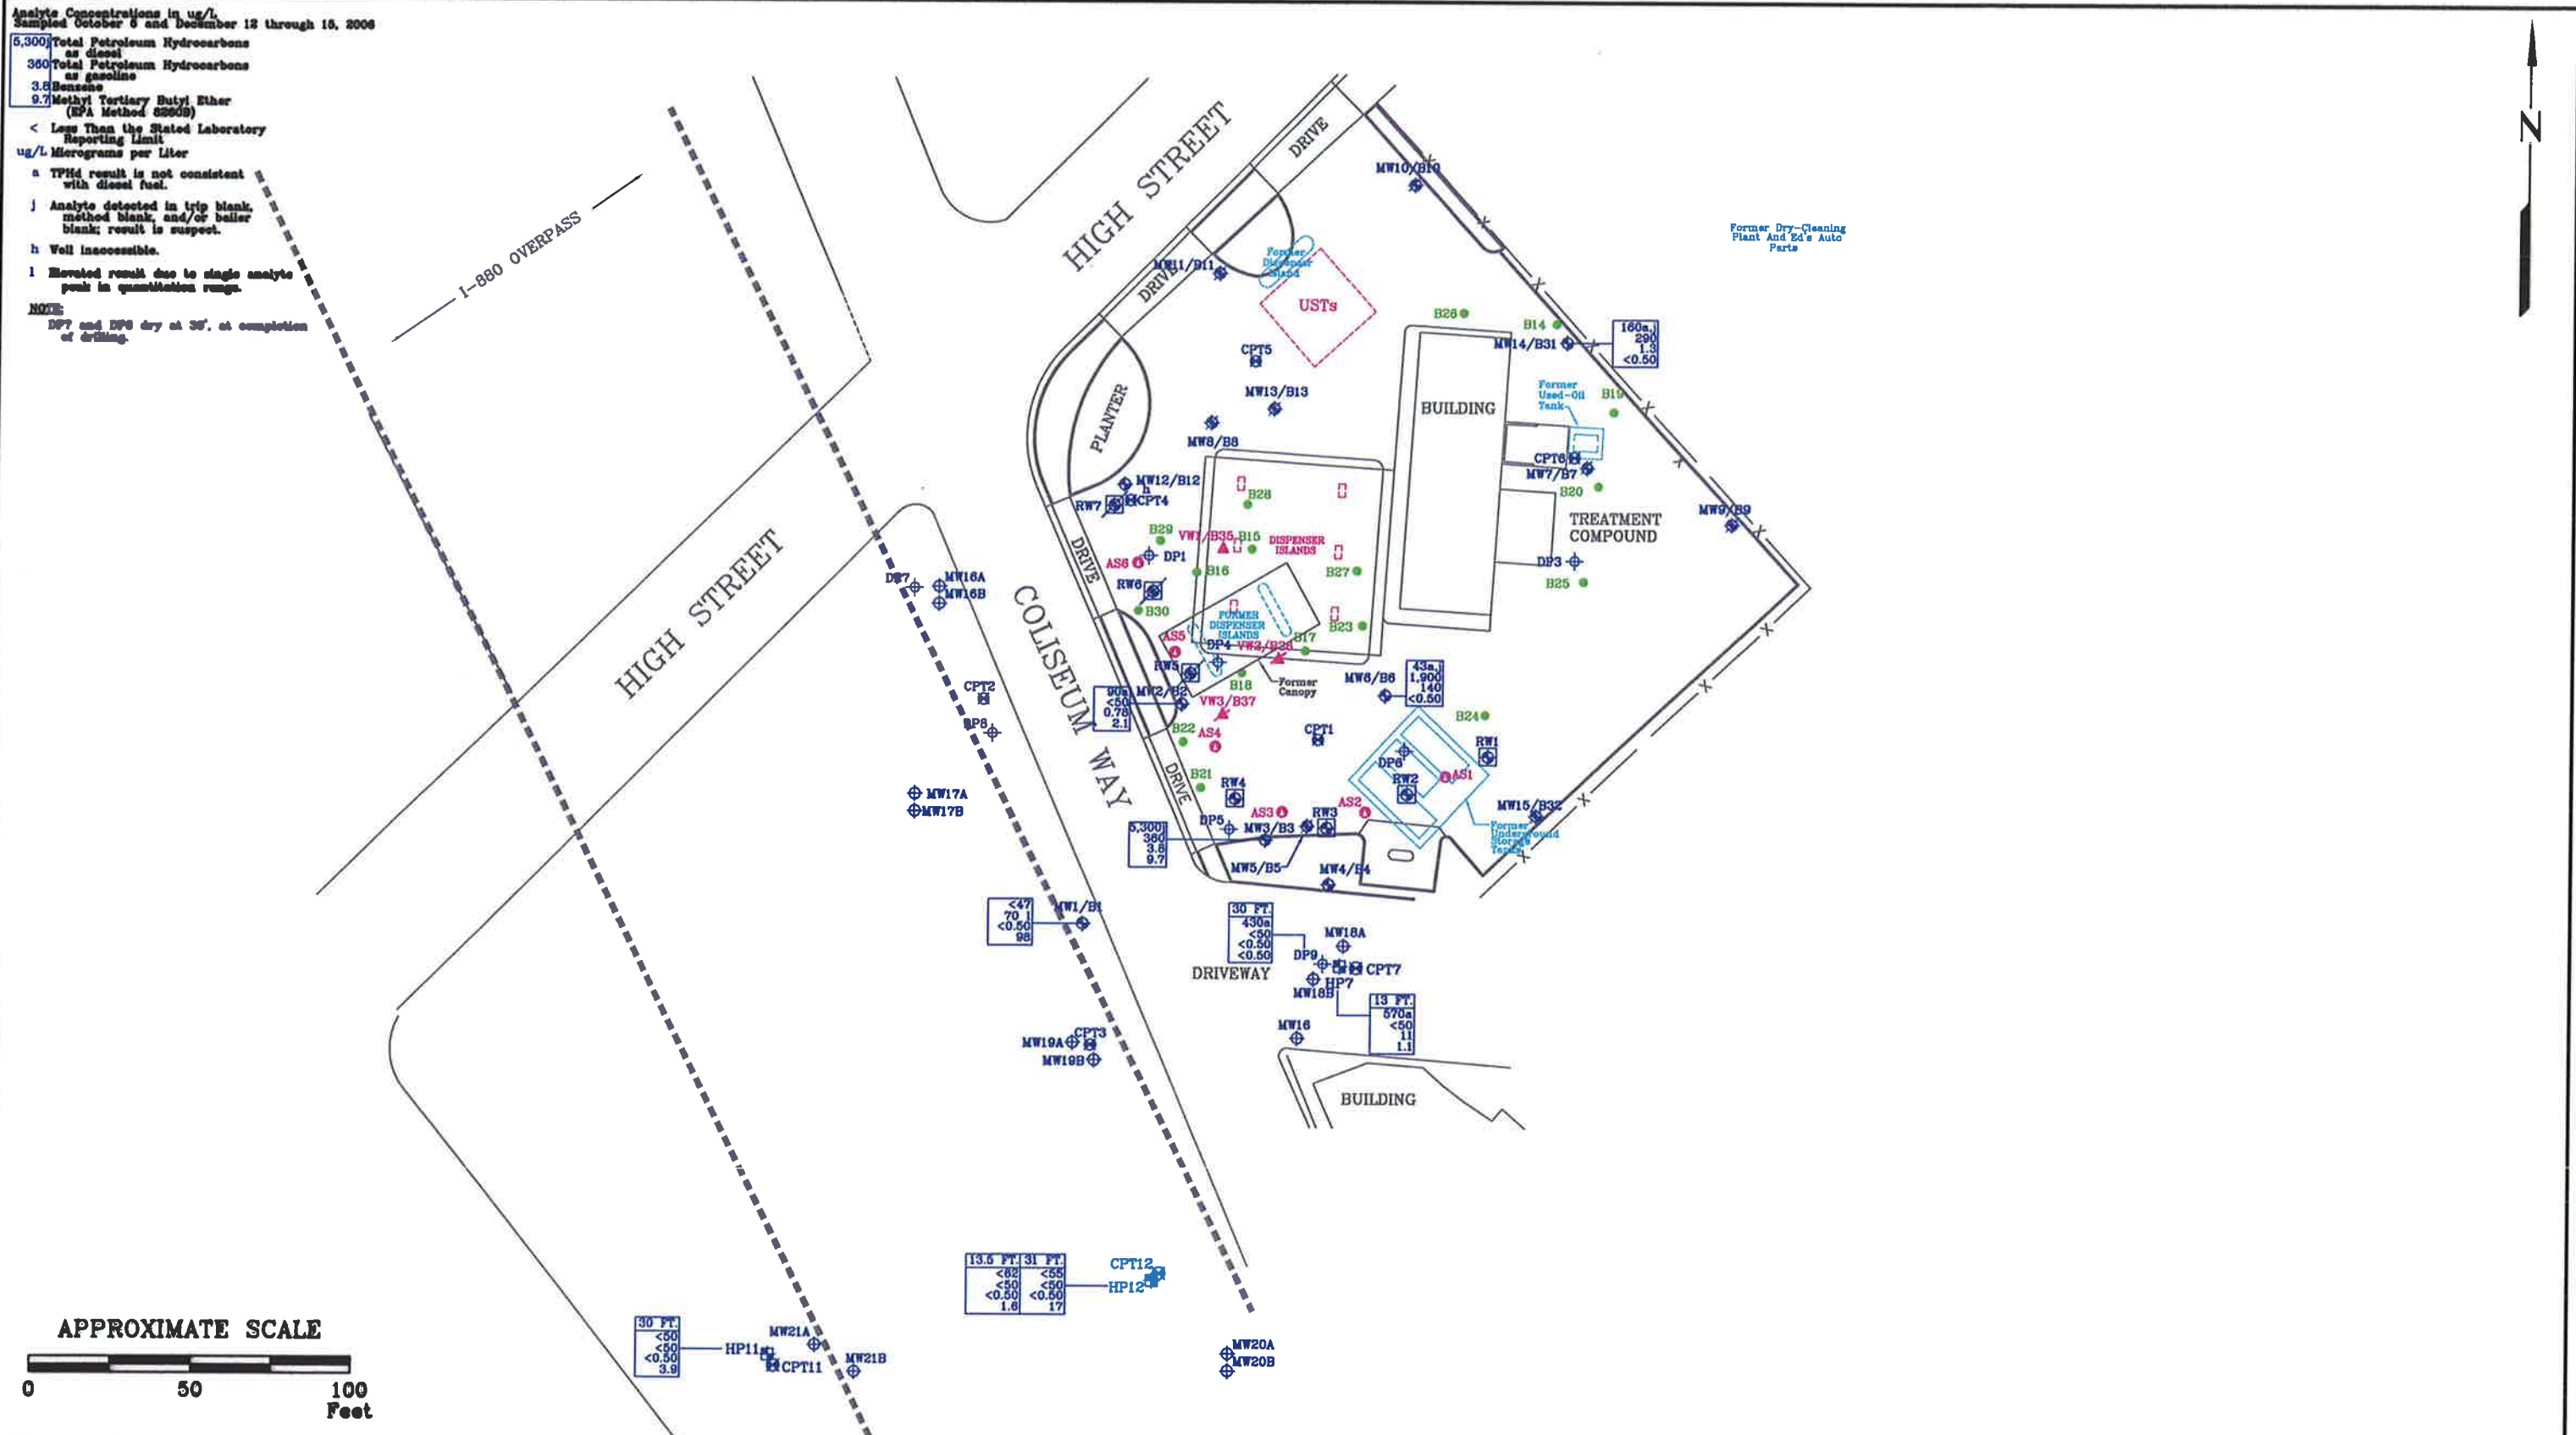 Analyte Concentrations in ug/L
Sampled October 6 and December 12 through 15, 2006
5,300j Total Petroleum Hydrocarbons
as diesel
360 Total Petroleum Hydrocarbons
as gasoline
3.8 Benzene
9.7 Methyl Tertiary Butyl Ether
(EPA Method 8260B)
< Less Than the Stated Laboratory
Reporting Limit
ug/L Micrograms per Liter
a TPHd result is not consistent
with diesel fuel.
j Analyte detected in trip blank,
method blank, and/or bailer
blank; result is suspect.
h Well inaccessible.
l Elevated result due to single analyte
peak in quantitation range.
NOTE:
DP7 and DP8 dry at 35', at completion
of drilling.
I-880 OVERPASS
HIGH STREET
DRIVE
MW10/B10
N
Former Dry-Cleaning
Plant And Ed's Auto
Parts
MW11/B11
DRIVE
Former
Dispenser
Island
USTs
B26
B14
MW14/B31
160a,j
290
1.3
<0.50
CPT5
MW13/B13
PLANTER
MW8/B8
BUILDING
Former
Used-Oil
Tank
B19
CPT6
MW7/B7
B20
MW12/B12
h
CPT4
RW7
B28
MW9/B9
TREATMENT
COMPOUND
B29
VW1/B35
B15
DISPENSER
ISLANDS
DP1
AS6
B16
B27
DP3
B25
DRIVE
RW6
B30
FORMER
DISPENSER
ISLANDS
B23
B17
AS5
DP4
VW2/B36
RW5
B18
Former
Canopy
HIGH STREET
DP7
MW16A
MW16B
COLISEUM WAY
CPT2
DP8
MW17A
MW17B
90a
<50
0.78
2.1
MW2/B2
VW3/B37
MW6/B6
43a,j
1,900
140
<0.50
B24
B22
AS4
CPT1
RW1
DP6
AS1
RW2
DRIVE
B21
RW4
AS3
AS2
RW3
MW15/B32
Former
Underground
Storage
Tanks
DP5
MW3/B3
5,300j
360
3.8
9.7
MW5/B5
MW4/B4
<47
70 l
<0.50
98
MW1/B1
30 FT.
430a
<50
<0.50
<0.50
MW18A
DP9
CPT7
HP7
MW18B
DRIVEWAY
13 FT.
570a
<50
11
1.1
MW16
MW19A
CPT3
MW19B
BUILDING
13.5 FT. 31 FT.
<62 <55
<50 <50
<0.50 <0.50
1.6 17
CPT12
HP12
30 FT.
<50
<50
<0.50
3.9
HP11
CPT11
MW21A
MW21B
MW20A
MW20B
APPROXIMATE SCALE
0 50 100
Feet